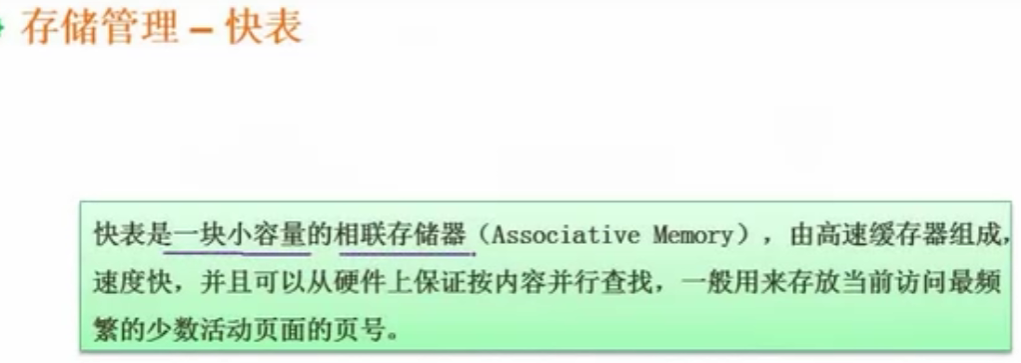 存储管理 – 快表
快表是一块小容量的相联存储器（Associative Memory），由高速缓存器组成，
速度快，并且可以从硬件上保证按内容并行查找，一般用来存放当前访问最频
繁的少数活动页面的页号。